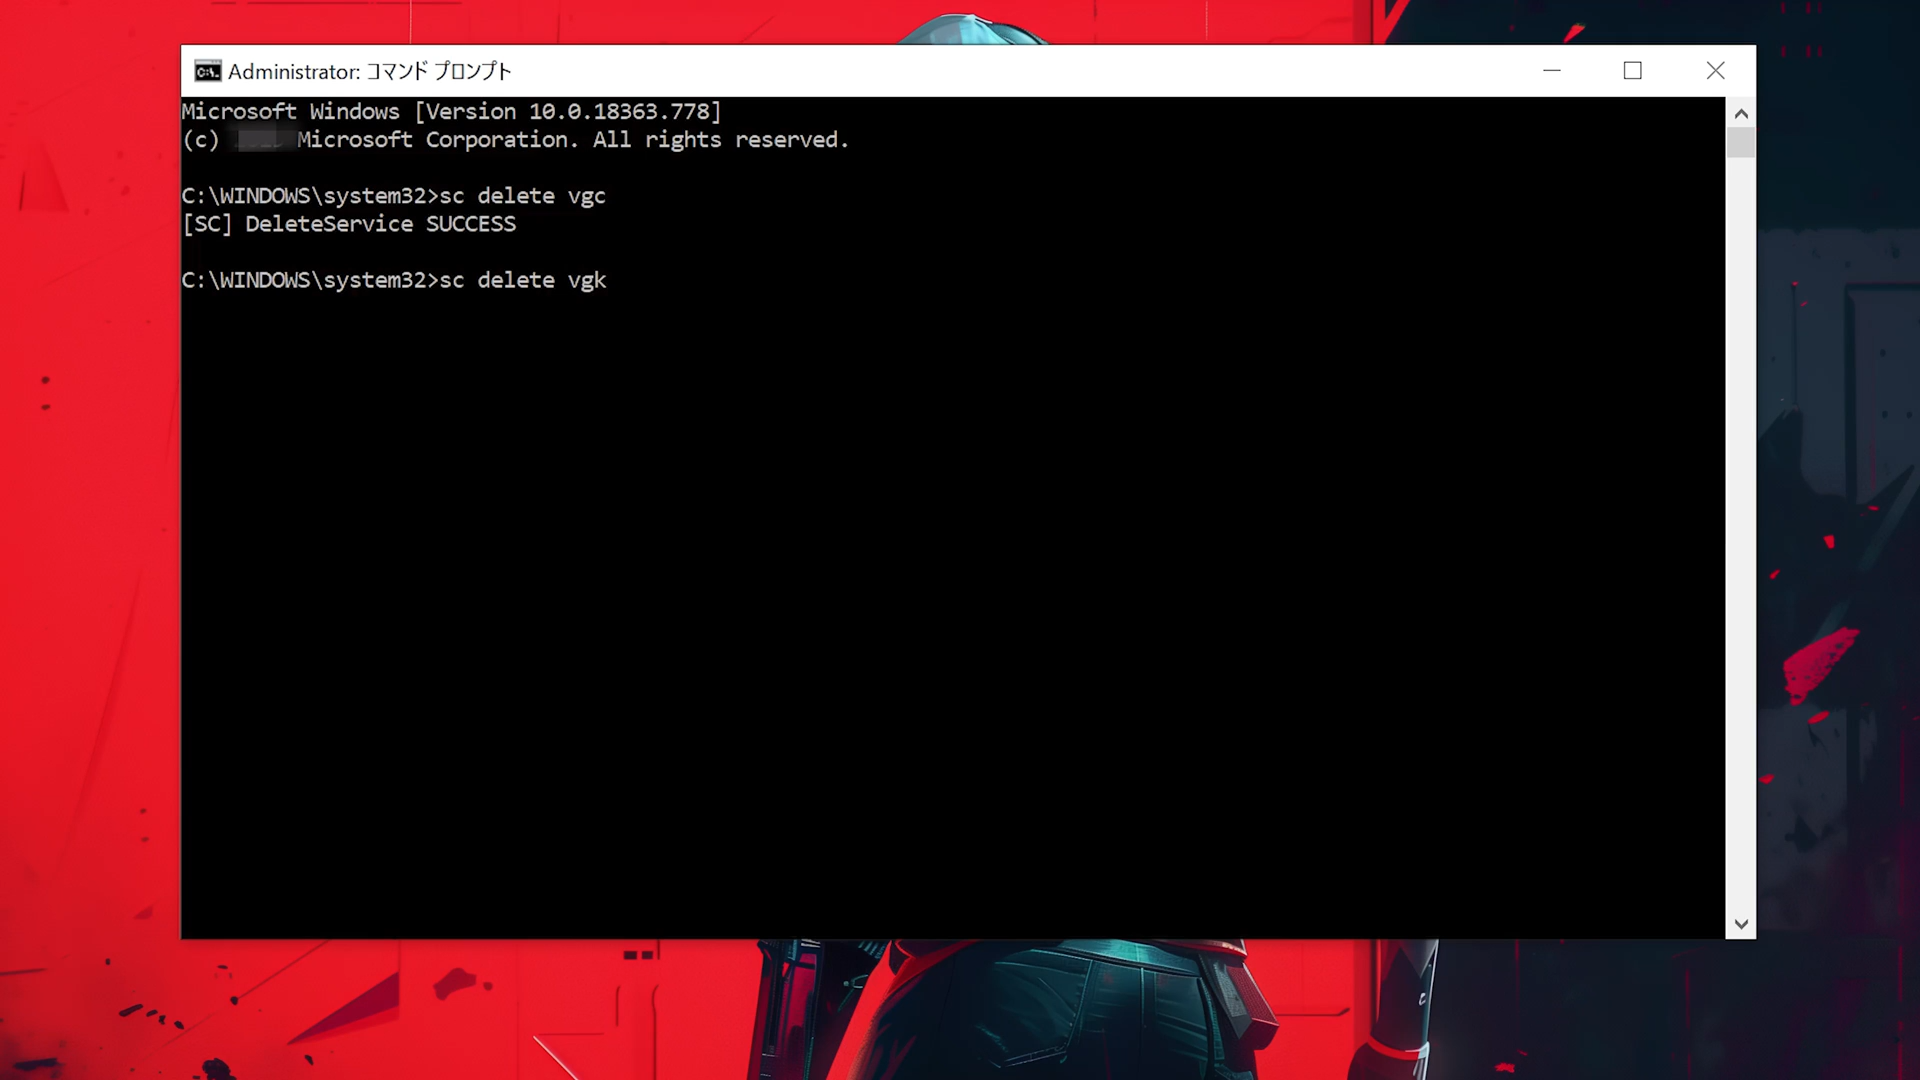 Administrator: コマンド プロンプト
Microsoft Windows [Version 10.0.18363.778]
(c) Microsoft Corporation. All rights reserved.
C:\WINDOWS\system32>sc delete vgc
[SC] DeleteService SUCCESS
C:\WINDOWS\system32>sc delete vgk